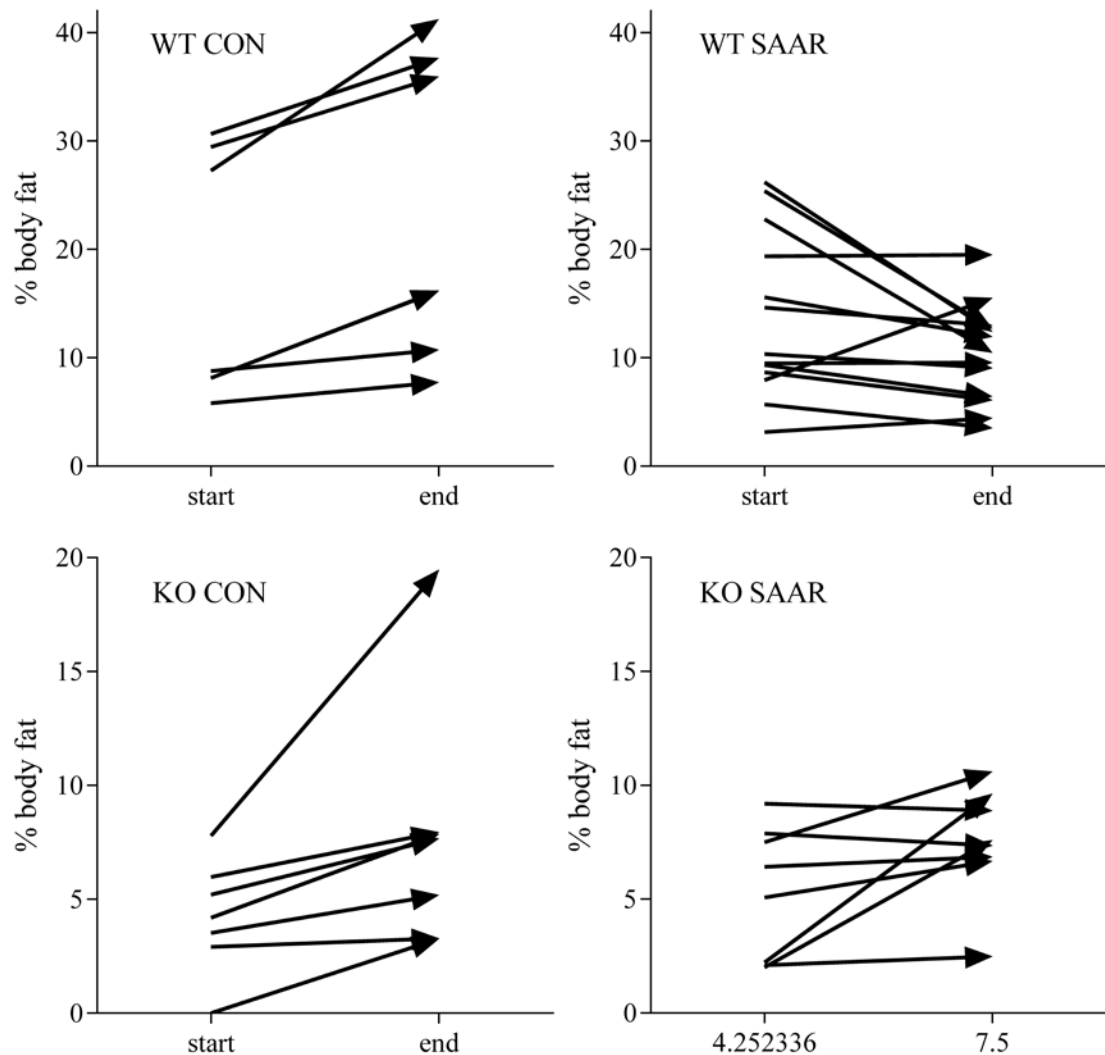 WT CON
% body fat
40
30
20
10
0
start end
WT SAAR
% body fat
40
30
20
10
0
start end
KO CON
% body fat
20
15
10
5
0
start end
KO SAAR
% body fat
20
15
10
5
0
4.252336 7.5